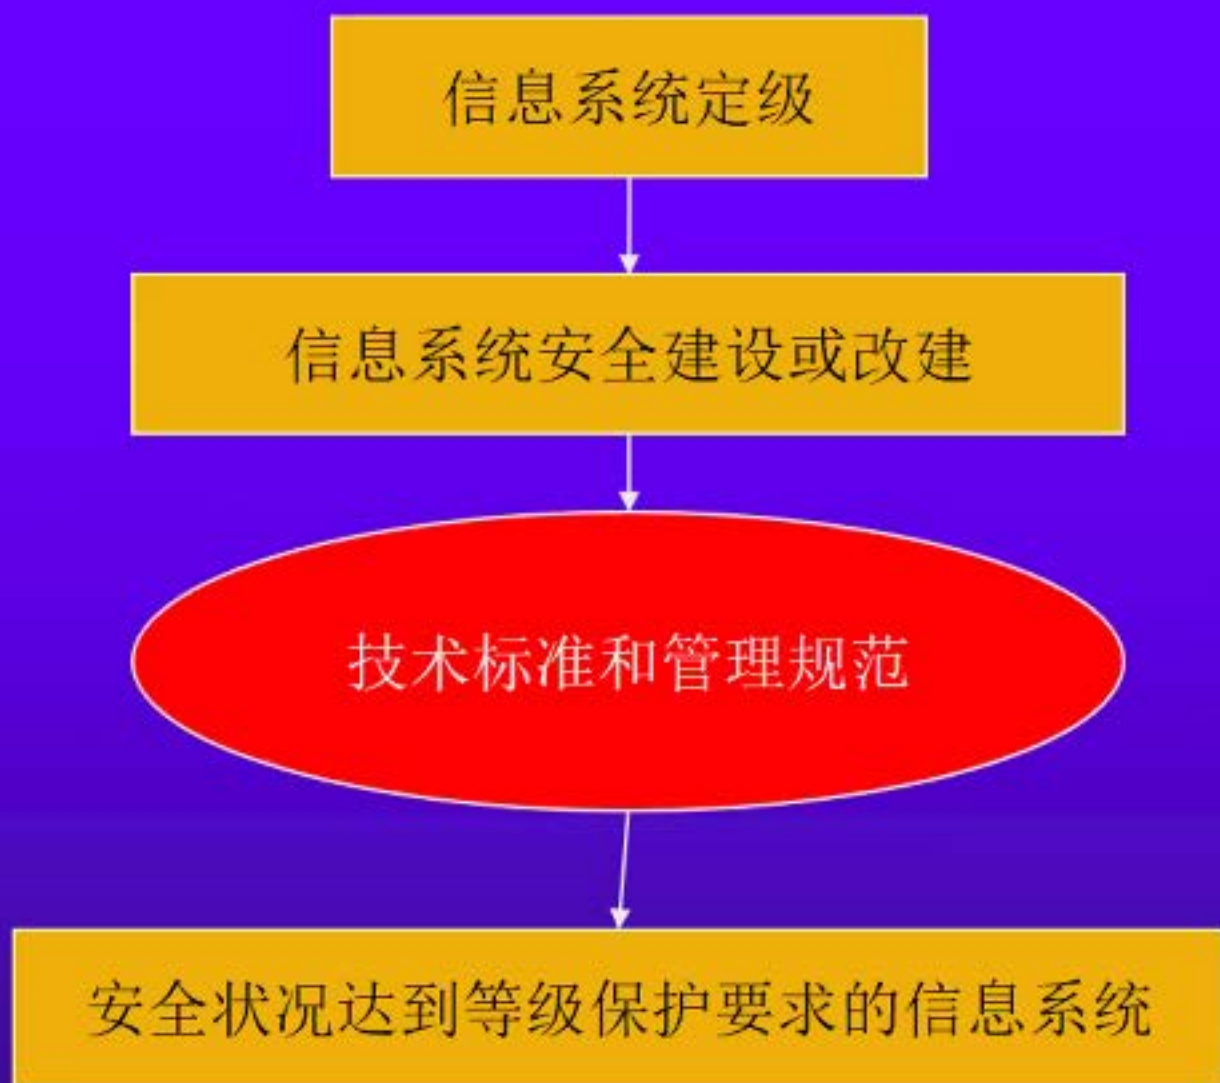 信息系统定级
信息系统安全建设或改建
技术标准和管理规范
安全状况达到等级保护要求的信息系统